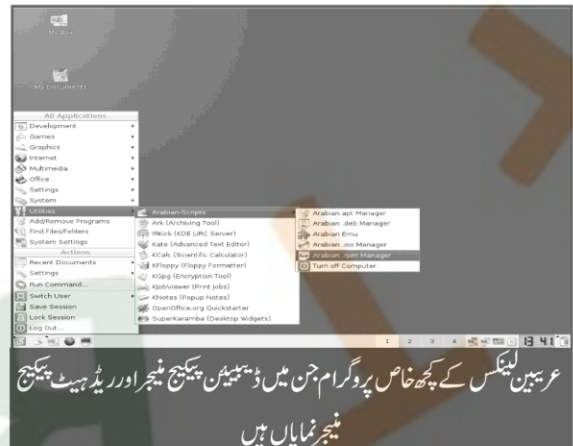 My Box
My Documents
All Applications
Development
Games
Graphics
Internet
Multimedia
Office
Settings
System
Utilities
Add/Remove Programs
Find Files/Folders
System Settings
Actions
Recent Documents
Settings
Run Command...
Switch User
Save Session
Lock Session
Log Out...
Arabian-Scripts
Ark (Archiving Tool)
IRKick (KDE LIRC Server)
Kate (Advanced Text Editor)
KCalc (Scientific Calculator)
KFloppy (Floppy Formatter)
KGpg (Encryption Tool)
KJobViewer (Print Jobs)
KNotes (Popup Notes)
OpenOffice.org Quickstarter
SuperKaramba (Desktop Widgets)
Arabian apt Manager
Arabian .deb Manager
Arabian Emu
Arabian .iso Manager
Arabian .rpm Manager
Turn off Computer
1 2 3 4 13 41
عریبین لینکس کے کچھ خاص پروگرام جن میں ڈیبیین پیکیج منیجر اور ریڈ ہیٹ پیکیج
منیجر نمایاں ہیں